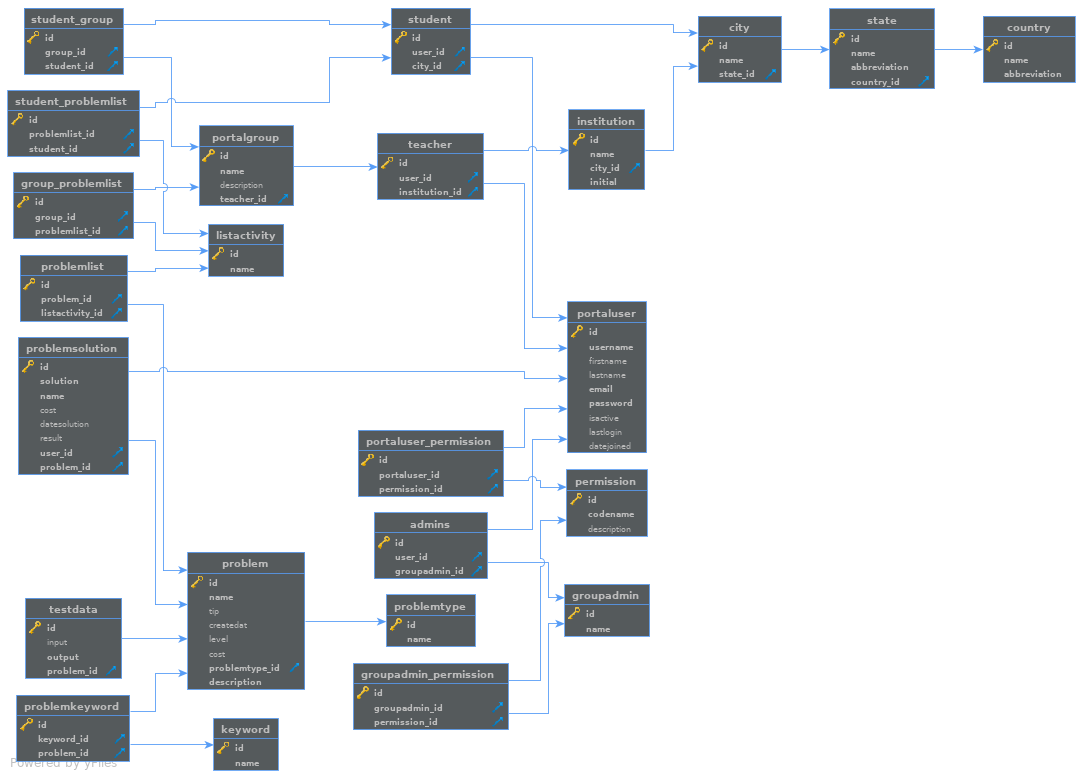 student_group
id
group_id
student_id
student
id
user_id
city_id
city
id
name
state_id
state
id
name
abbreviation
country_id
country
id
name
abbreviation
student_problemlist
id
problemlist_id
student_id
portalgroup
id
name
description
teacher_id
teacher
id
user_id
institution_id
institution
id
name
city_id
initial
group_problemlist
id
group_id
problemlist_id
listactivity
id
name
problemlist
id
problem_id
listactivity_id
portaluser
id
username
firstname
lastname
email
password
isactive
lastlogin
datejoined
problemsolution
id
solution
name
cost
datesolution
result
user_id
problem_id
portaluser_permission
id
portaluser_id
permission_id
permission
id
codename
description
admins
id
user_id
groupadmin_id
groupadmin
id
name
problem
id
name
tip
createdat
level
cost
problemtype_id
description
problemtype
id
name
testdata
id
input
output
problem_id
groupadmin_permission
id
groupadmin_id
permission_id
problemkeyword
id
keyword_id
problem_id
keyword
id
name
Powered by yFiles